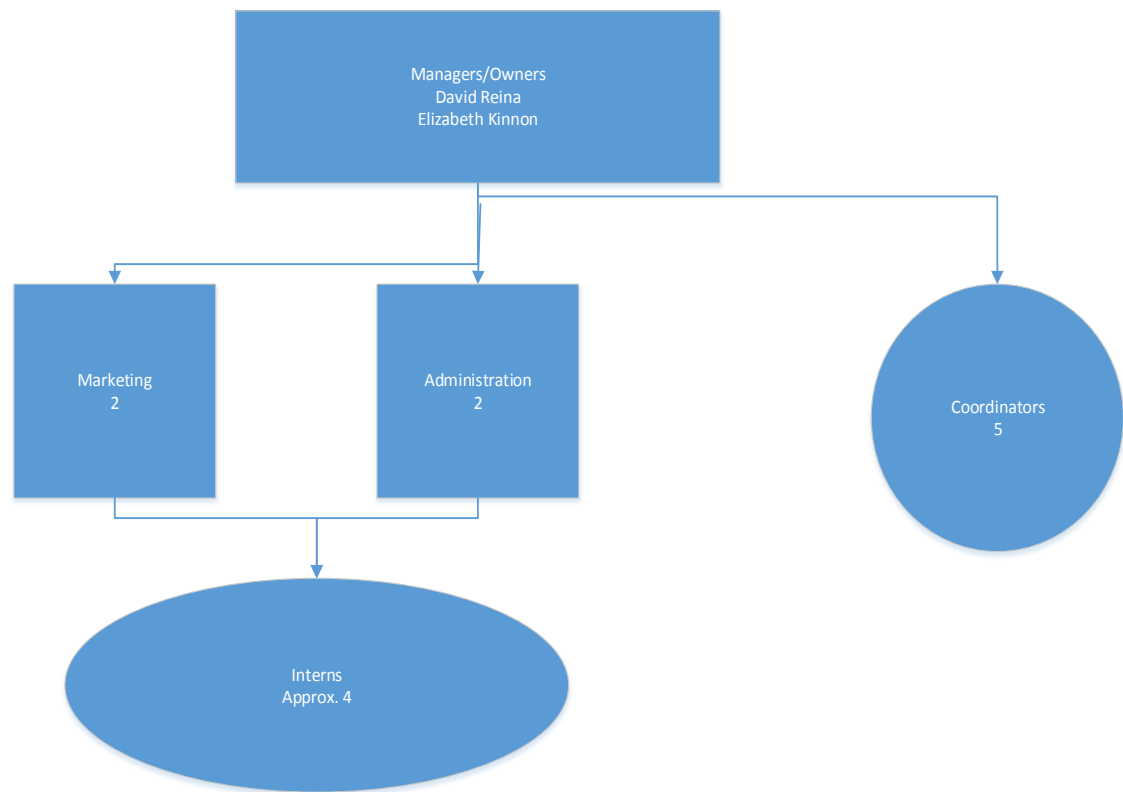 Managers/Owners
David Reina
Elizabeth Kinnon
Marketing
2
Administration
2
Coordinators
5
Interns
Approx. 4